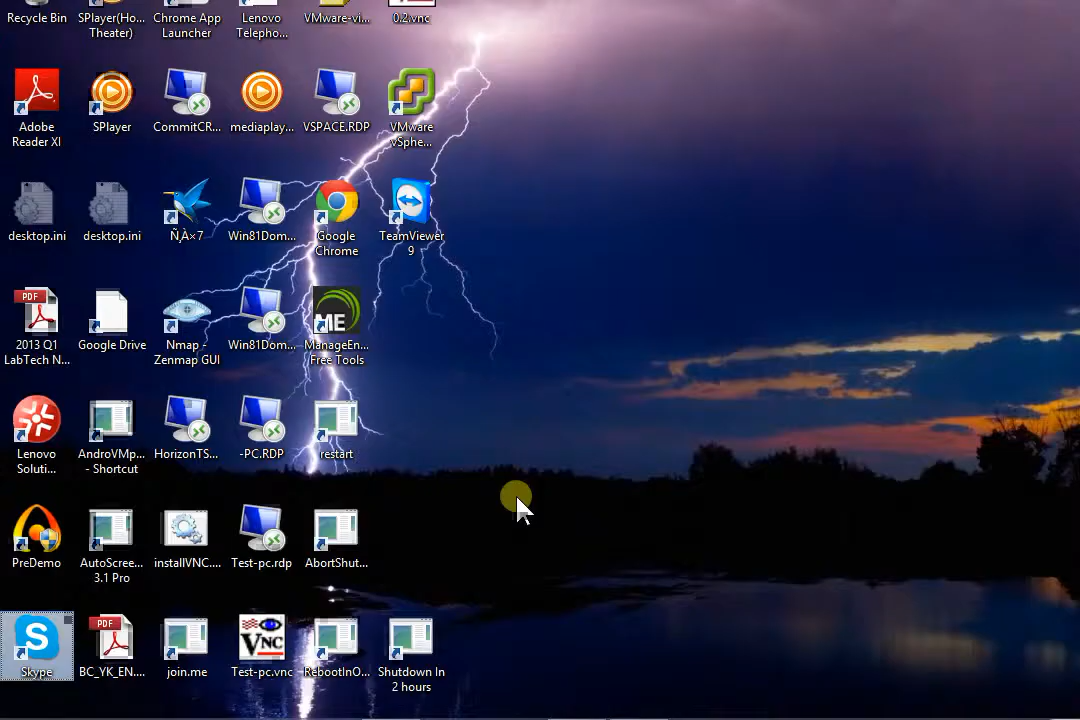 Recycle Bin
SPlayer(Ho...
Theater)
Chrome App
Launcher
Lenovo
Telepho...
VMware-vi...
0.2.vnc
Adobe
Reader XI
SPlayer
CommitCR...
mediaplay...
VSPACE.RDP
VMware
vSphe...
desktop.ini
desktop.ini
Ñ‚À×7
Win81Dom...
Google
Chrome
TeamViewer
9
PDF
2013 Q1
LabTech N...
Google Drive
Nmap -
Zenmap GUI
Win81Dom...
ME
ManageEn...
Free Tools
Lenovo
Soluti...
AndroVMp...
- Shortcut
HorizonTS...
-PC.RDP
restart
PreDemo
AutoScree...
3.1 Pro
installVNC....
Test-pc.rdp
AbortShut...
S
Skype
PDF
BC_YK_EN....
join.me
VNC
Test-pc.vnc
RebootInO...
Shutdown In
2 hours